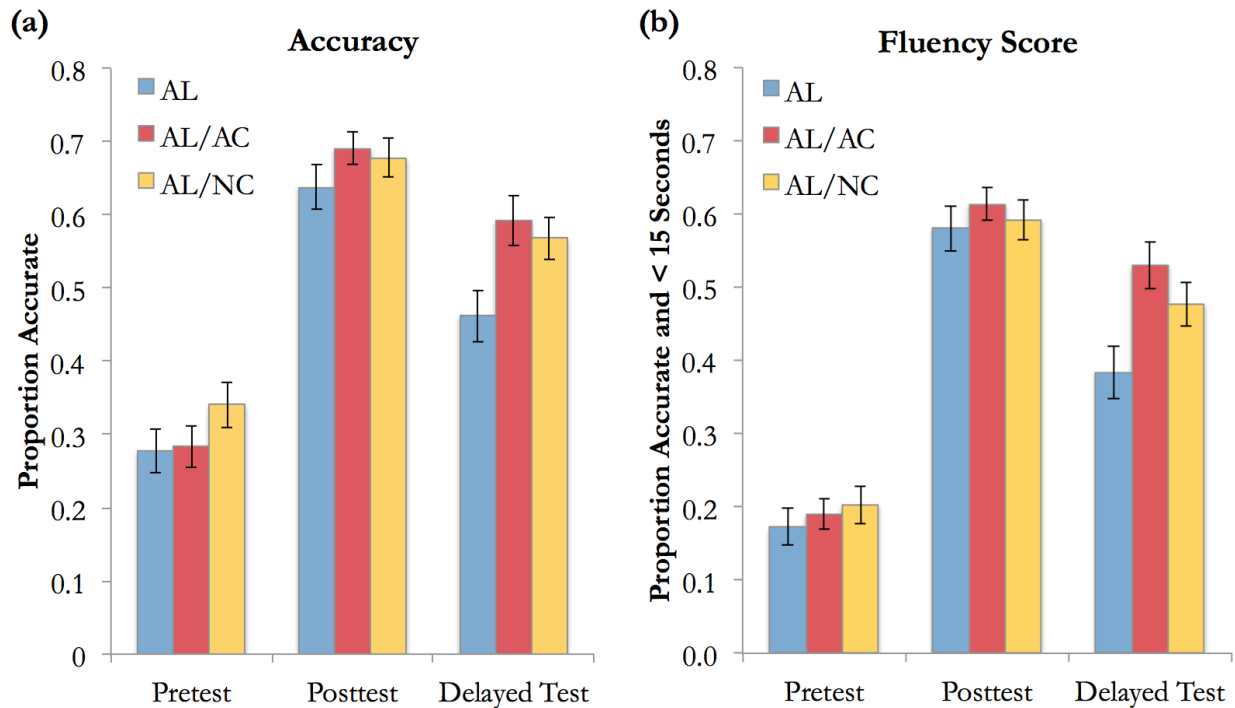 (a)
Accuracy
Proportion Accurate
0.8
0.7
0.6
0.5
0.4
0.3
0.2
0.1
0
AL
AL/AC
AL/NC
Pretest
Posttest
Delayed Test
(b)
Fluency Score
Proportion Accurate and < 15 Seconds
0.8
0.7
0.6
0.5
0.4
0.3
0.2
0.1
0.0
AL
AL/AC
AL/NC
Pretest
Posttest
Delayed Test